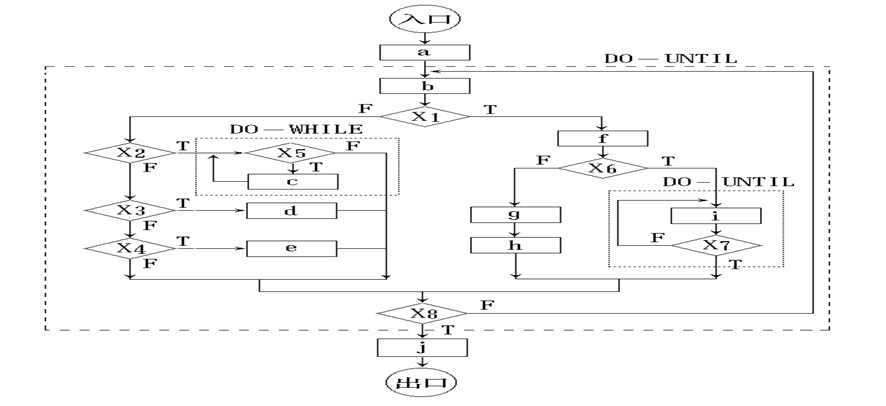 入口
a
DO—UNTIL
b
F X1 T
DO—WHILE
f
X2 T X5 F
F T
c
F X6 T
DO—UNTIL
X3 T d
F
g i
X4 T e
F
h F X7
T
X8 F
T
j
出口